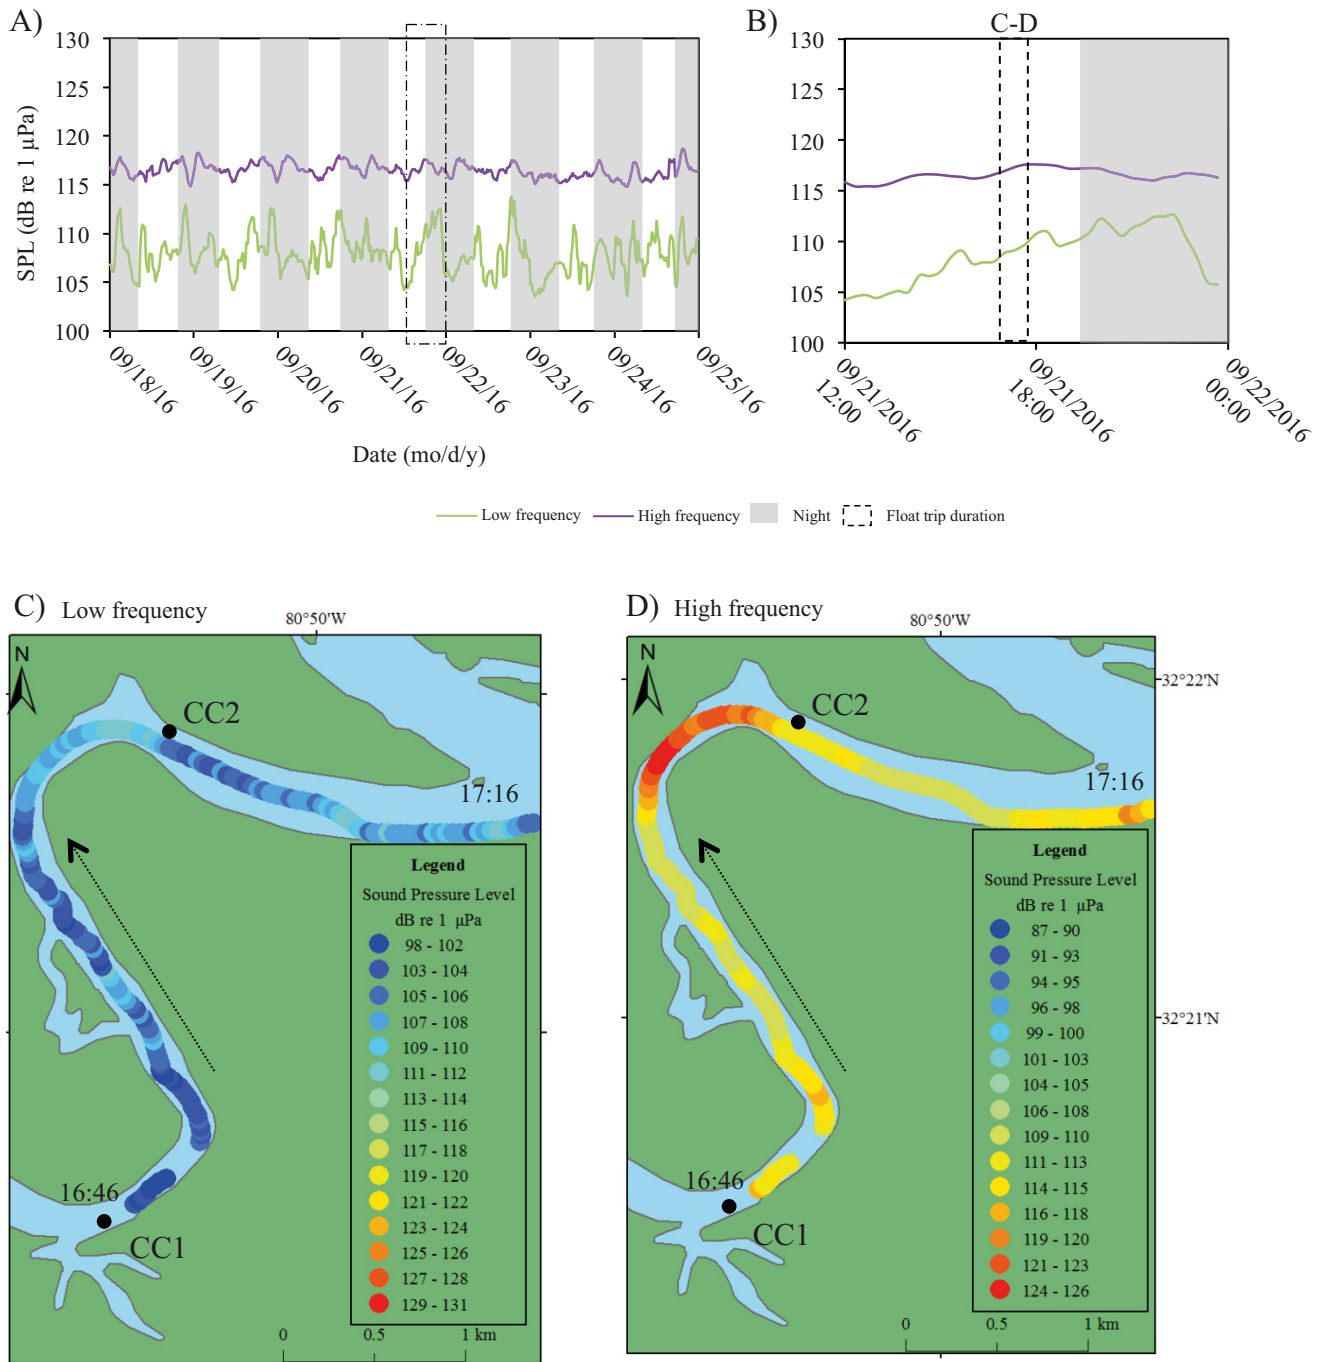 A)
130
125
120
115
110
105
100
SPL (dB re 1 μPa)
09/18/16
09/19/16
09/20/16
09/21/16
09/22/16
09/23/16
09/24/16
09/25/16
Date (mo/d/y)
B)
C-D
130
125
120
115
110
105
100
09/21/2016
12:00
09/21/2016
18:00
09/22/2016
00:00
Low frequency
High frequency
Night
Float trip duration
C) Low frequency
80°50'W
N
CC2
17:16
16:46
CC1
Legend
Sound Pressure Level
dB re 1 μPa
98 - 102
103 - 104
105 - 106
107 - 108
109 - 110
111 - 112
113 - 114
115 - 116
117 - 118
119 - 120
121 - 122
123 - 124
125 - 126
127 - 128
129 - 131
0 0.5 1 km
D) High frequency
80°50'W
N
32°22'N
CC2
17:16
32°21'N
16:46
CC1
Legend
Sound Pressure Level
dB re 1 μPa
87 - 90
91 - 93
94 - 95
96 - 98
99 - 100
101 - 103
104 - 105
106 - 108
109 - 110
111 - 113
114 - 115
116 - 118
119 - 120
121 - 123
124 - 126
0 0.5 1 km